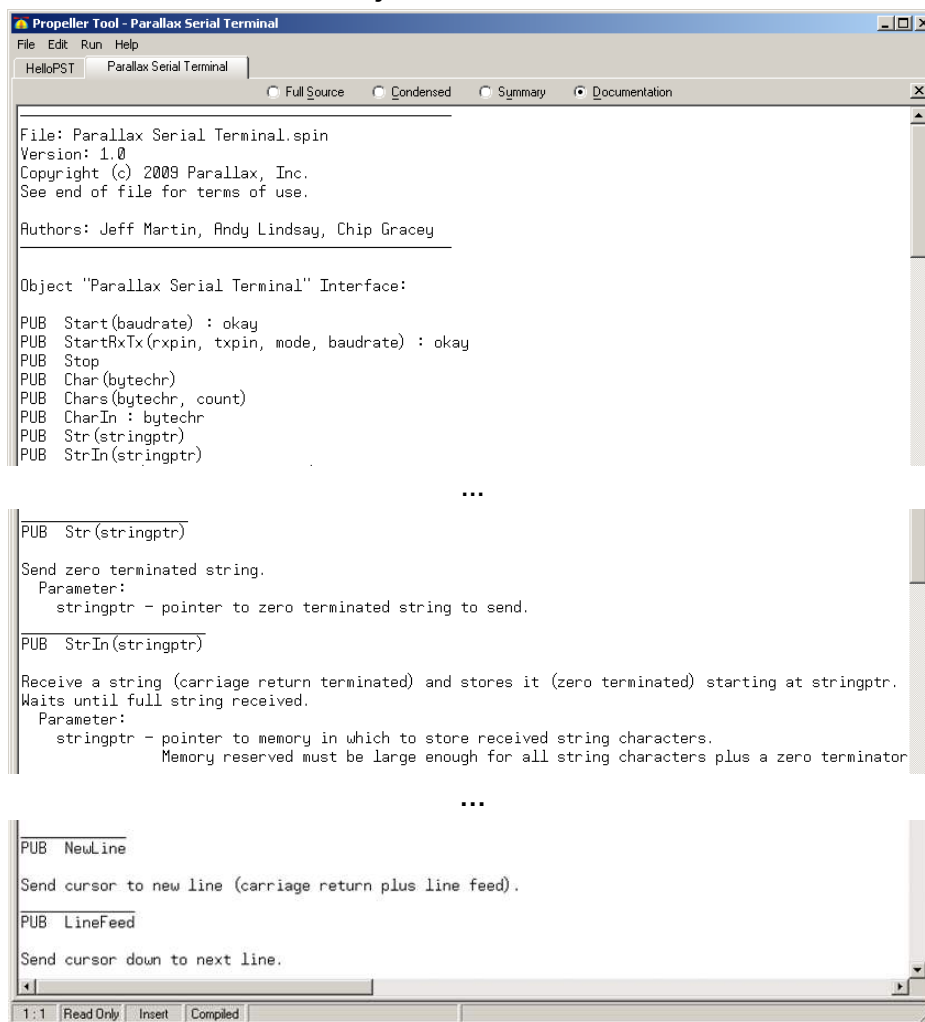 Propeller Tool - Parallax Serial Terminal
File Edit Run Help
HelloPST Parallax Serial Terminal
Full Source Condensed Summary Documentation
File: Parallax Serial Terminal.spin
Version: 1.0
Copyright (c) 2009 Parallax, Inc.
See end of file for terms of use.
Authors: Jeff Martin, Andy Lindsay, Chip Gracey
Object "Parallax Serial Terminal" Interface:
PUB Start(baudrate) : okay
PUB StartRxTx(rxpin, txpin, mode, baudrate) : okay
PUB Stop
PUB Char(bytechr)
PUB Chars(bytechr, count)
PUB CharIn : bytechr
PUB Str(stringptr)
PUB StrIn(stringptr)
...
PUB Str(stringptr)
Send zero terminated string.
Parameter:
stringptr - pointer to zero terminated string to send.
PUB StrIn(stringptr)
Receive a string (carriage return terminated) and stores it (zero terminated) starting at stringptr.
Waits until full string received.
Parameter:
stringptr - pointer to memory in which to store received string characters.
Memory reserved must be large enough for all string characters plus a zero terminator
...
PUB NewLine
Send cursor to new line (carriage return plus line feed).
PUB LineFeed
Send cursor down to next line.
1 : 1 Read Only Insert Compiled